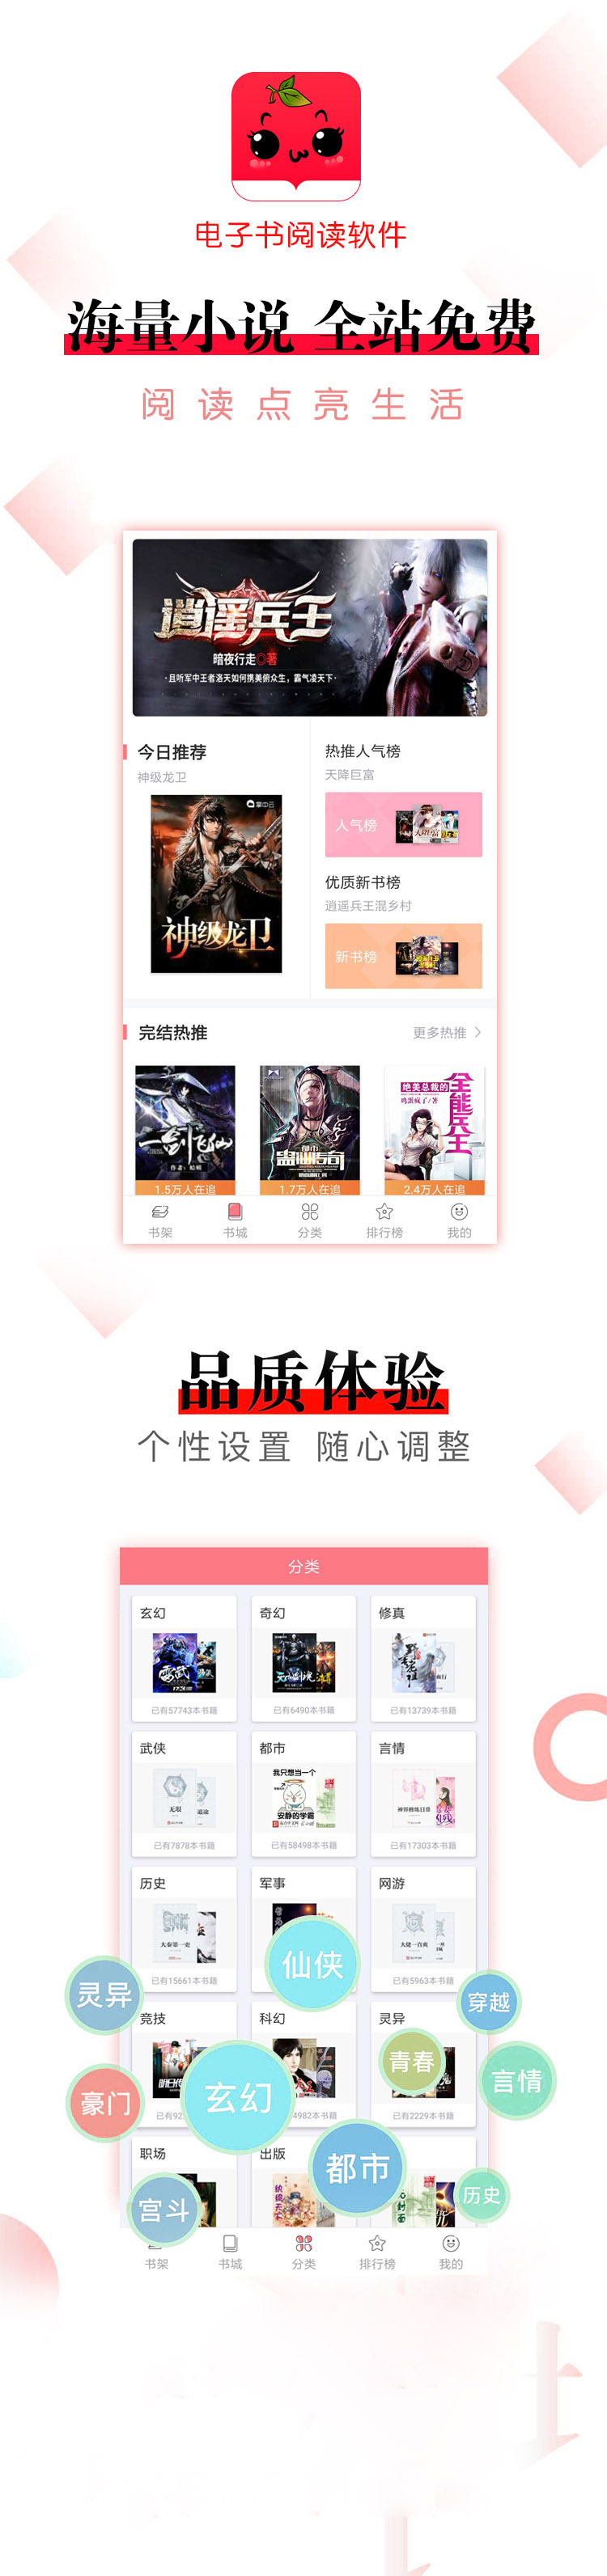 电子书阅读软件
海量小说 全站免费
阅读点亮生活
逍遥兵王
暗夜行走◎著
·且听军中王者洛天如何携美俯众生，霸气凌天下·
今日推荐
神级龙卫
掌中云
神级龙卫
热推人气榜
天降巨富
人气榜
优质新书榜
逍遥兵王混乡村
新书榜
完结热推
更多热推
一剑飞仙
1.5万人在追
都市
蛊仙传奇
1.7万人在追
绝美总裁的
全能兵王
鸡蛋疯了/著
2.4万人在追
书架
书城
分类
排行榜
我的
品质体验
个性设置 随心调整
分类
玄幻
奇幻
修真
已有57743本书籍
已有6490本书籍
已有13739本书籍
武侠
都市
言情
我只想当一个
安静的学霸
已有7878本书籍
已有58498本书籍
已有17303本书籍
历史
军事
网游
已有15661本书籍
已有5963本书籍
仙侠
灵异
穿越
竞技
科幻
灵异
青春
言情
豪门
玄幻
已有92
4982本书籍
已有2229本书籍
职场
出版
都市
历史
宫斗
书架
书城
分类
排行榜
我的